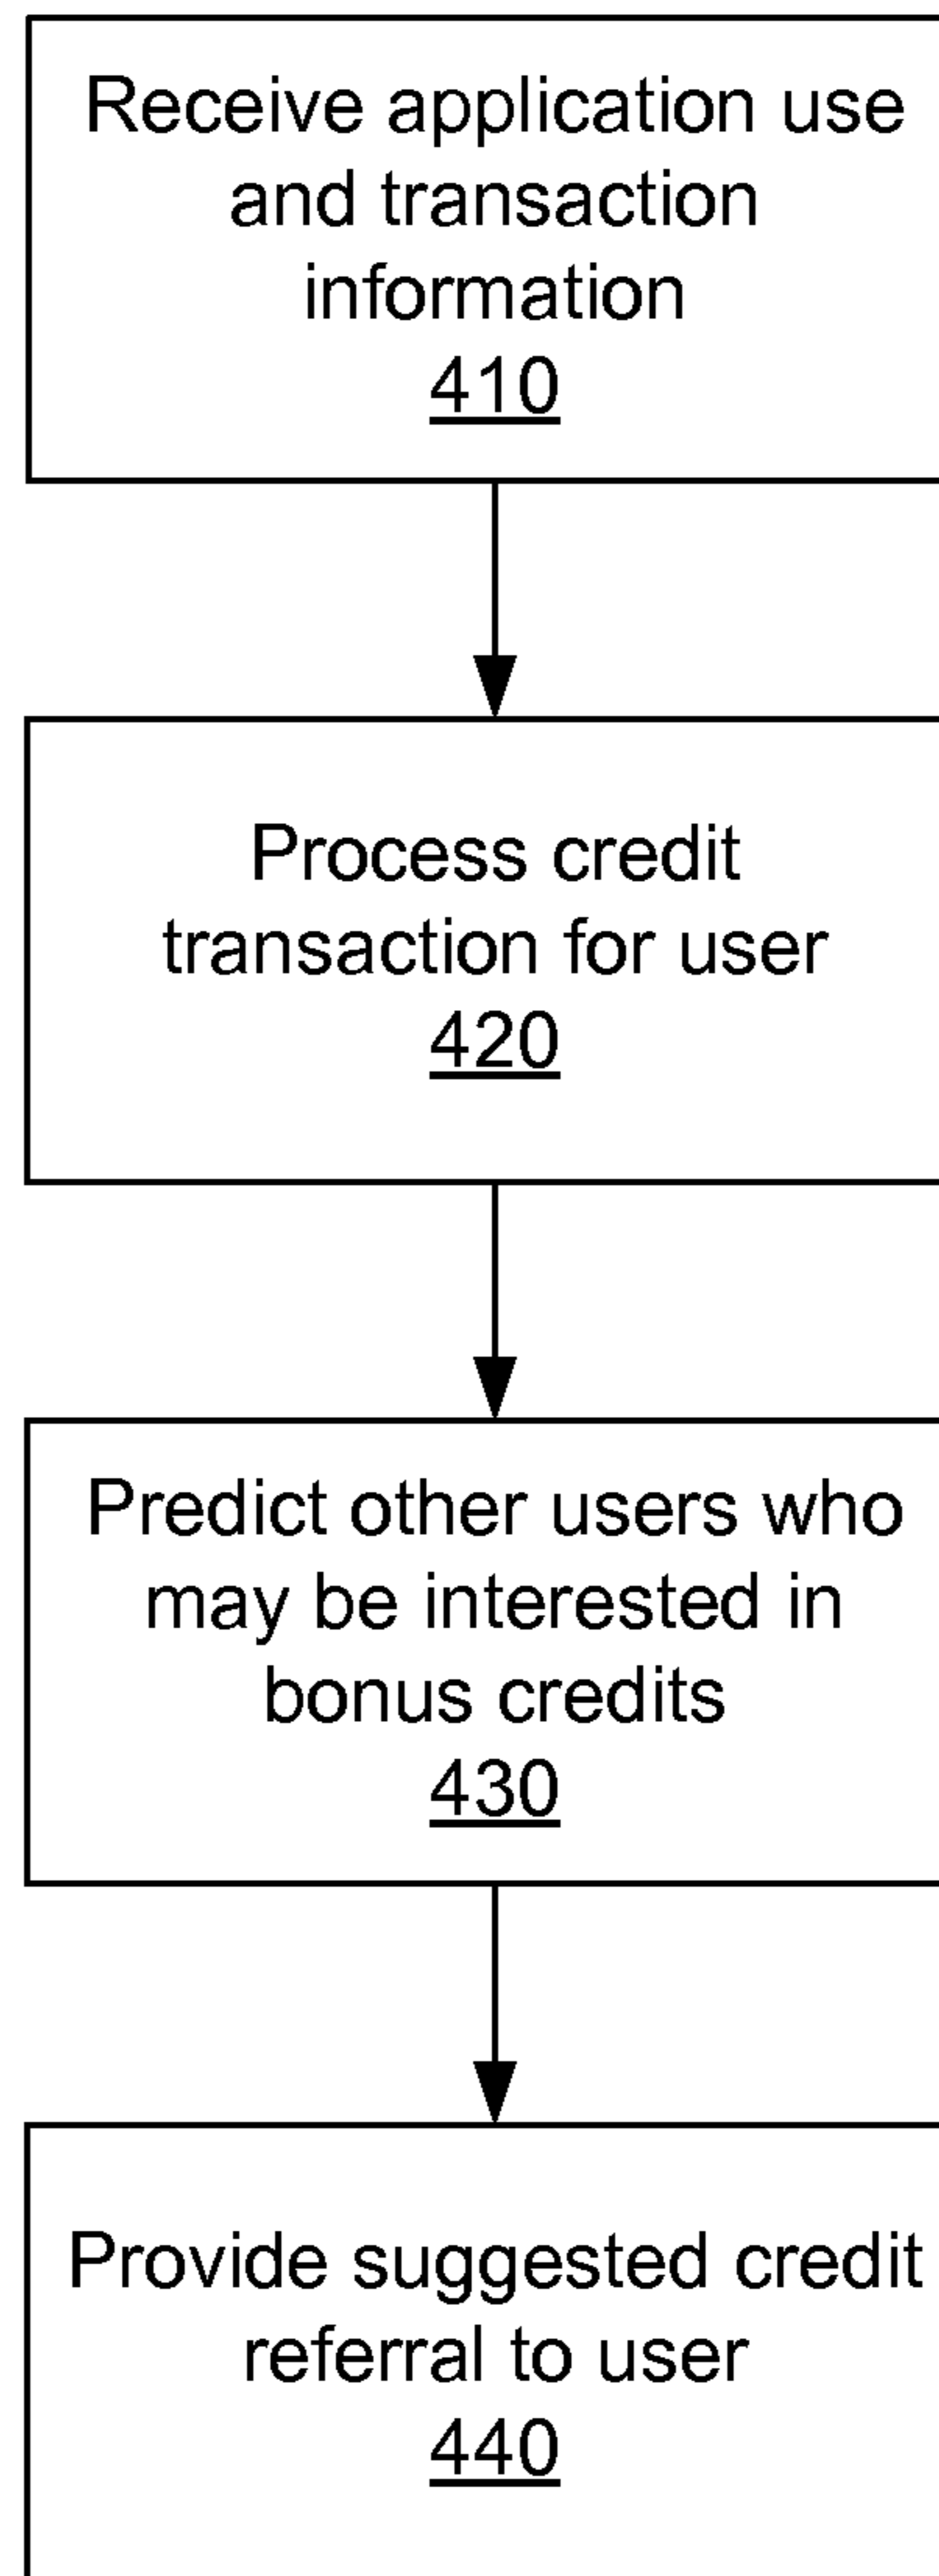 Receive application use
and transaction
information
410
Process credit
transaction for user
420
Predict other users who
may be interested in
bonus credits
430
Provide suggested credit
referral to user
440